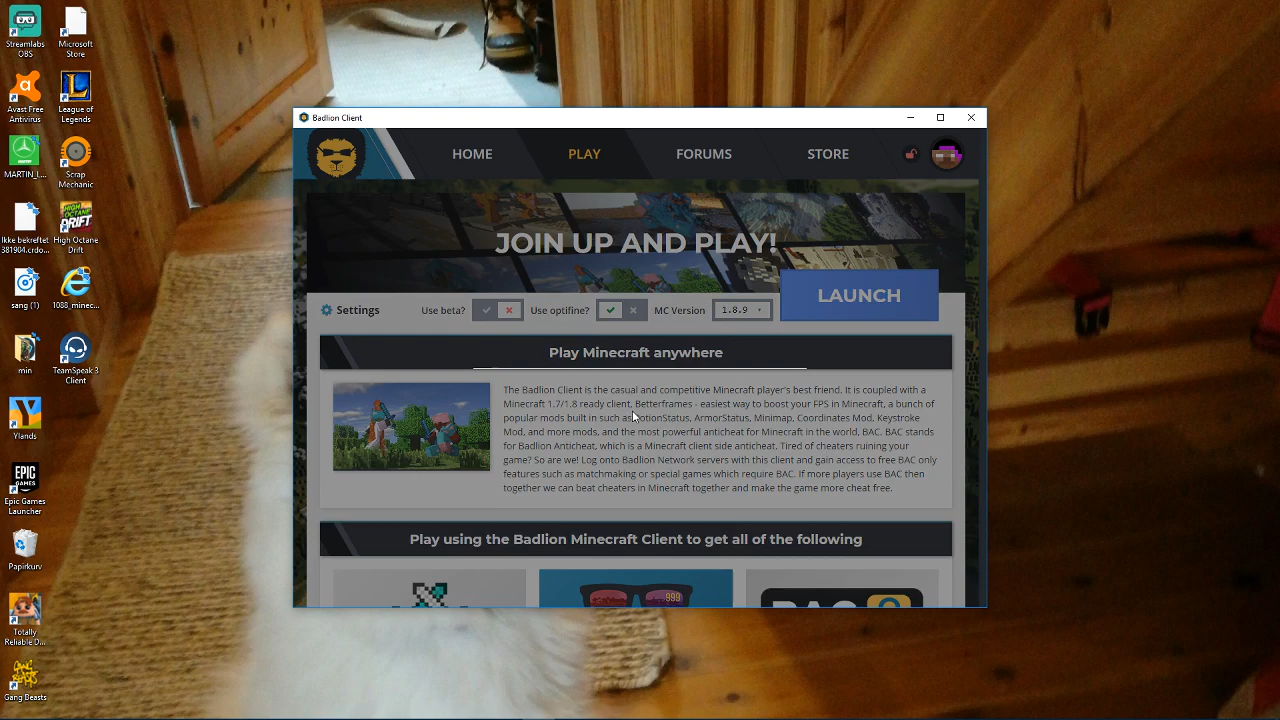 Streamlabs
OBS
Microsoft
Store
Avast Free
Antivirus
League of
Legends
MARTIN_I...
Scrap
Mechanic
Ikke bekreftet
381904.crdo...
HIGH OCTANE
DRIFT
High Octane
Drift
sang (1)
1088_minec...
min
TeamSpeak 3
Client
Ylands
EPIC
GAMES
Epic Games
Launcher
Papirkurv
Totally
Reliable D...
GANG
BEASTS
Gang Beasts
Badlion Client
HOME
PLAY
FORUMS
STORE
JOIN UP AND PLAY!
LAUNCH
Settings
Use beta?
Use optifine?
MC Version
1.8.9
Play Minecraft anywhere
The Badlion Client is the casual and competitive Minecraft player's best friend. It is coupled with a
Minecraft 1.7/1.8 ready client, Betterframes - easiest way to boost your FPS in Minecraft, a bunch of
popular mods built in such as PotionStatus, ArmorStatus, Minimap, Coordinates Mod, Keystroke
Mod, and more mods, and the most powerful anticheat for Minecraft in the world, BAC. BAC stands
for Badlion Anticheat, which is a Minecraft client side anticheat. Tired of cheaters ruining your
game? So are we! Log onto Badlion Network servers with this client and gain access to free BAC only
features such as matchmaking or special games which require BAC. If more players use BAC then
together we can beat cheaters in Minecraft together and make the game more cheat free.
Play using the Badlion Minecraft Client to get all of the following
999
BAC